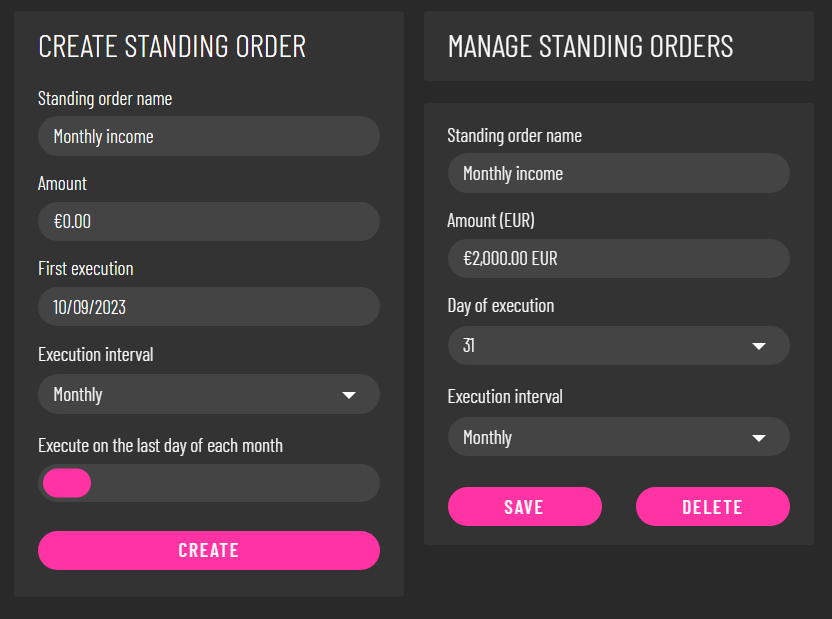 CREATE STANDING ORDER
Standing order name
Monthly income
Amount
€0.00
First execution
10/09/2023
Execution interval
Monthly
Execute on the last day of each month
CREATE
MANAGE STANDING ORDERS
Standing order name
Monthly income
Amount (EUR)
€2,000.00 EUR
Day of execution
31
Execution interval
Monthly
SAVE
DELETE